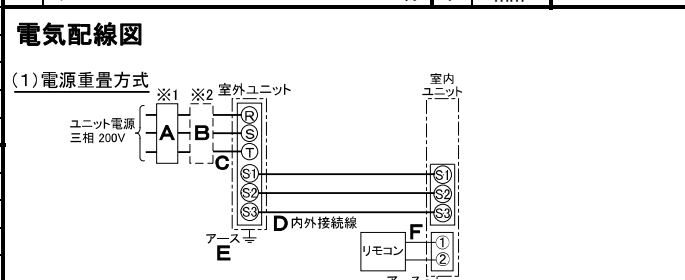 mm
電気配線図
(1)電源重畳方式
※1 ※2 室外ユニット
室内
ユニット
ユニット電源
三相 200V
A B
C
R
S
T
S1 S1
S2 S2
S3 S3
D 内外接続線
アース
E
F
リモコン
①
②
アース